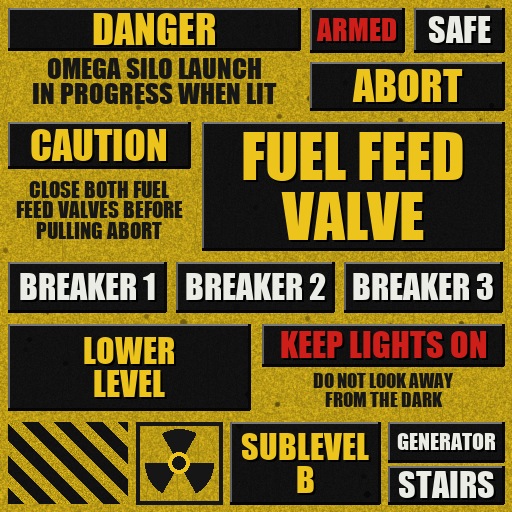 DANGER
ARMED
SAFE
OMEGA SILO LAUNCH
IN PROGRESS WHEN LIT
ABORT
CAUTION
CLOSE BOTH FUEL
FEED VALVES BEFORE
PULLING ABORT
FUEL FEED
VALVE
BREAKER 1
BREAKER 2
BREAKER 3
LOWER
LEVEL
KEEP LIGHTS ON
DO NOT LOOK AWAY
FROM THE DARK
SUBLEVEL
B
GENERATOR
STAIRS